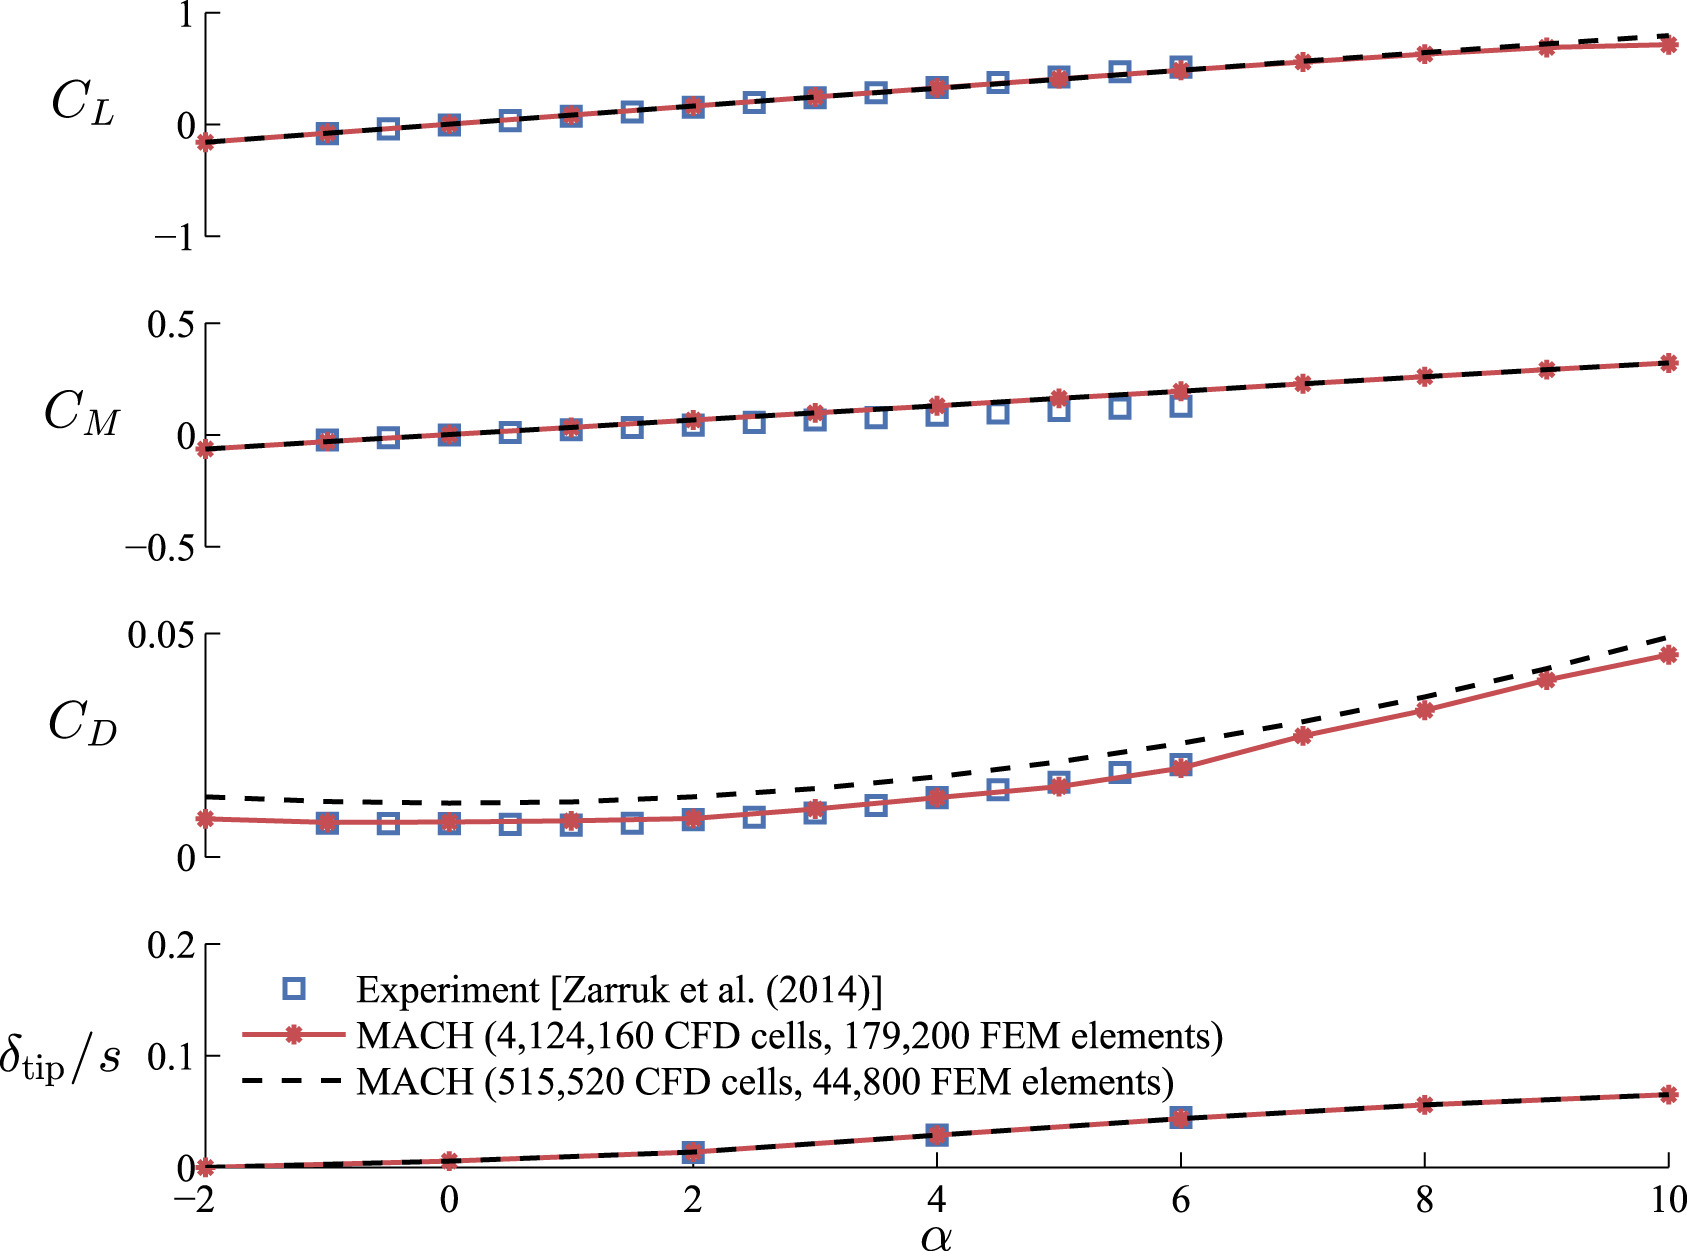 1
C_L
0
−1
0.5
C_M
0
−0.5
0.05
C_D
0
0.2
Experiment [Zarruk et al. (2014)]
MACH (4,124,160 CFD cells, 179,200 FEM elements)
δ_tip/s
0.1
MACH (515,520 CFD cells, 44,800 FEM elements)
0
−2 0 2 4 6 8 10
α